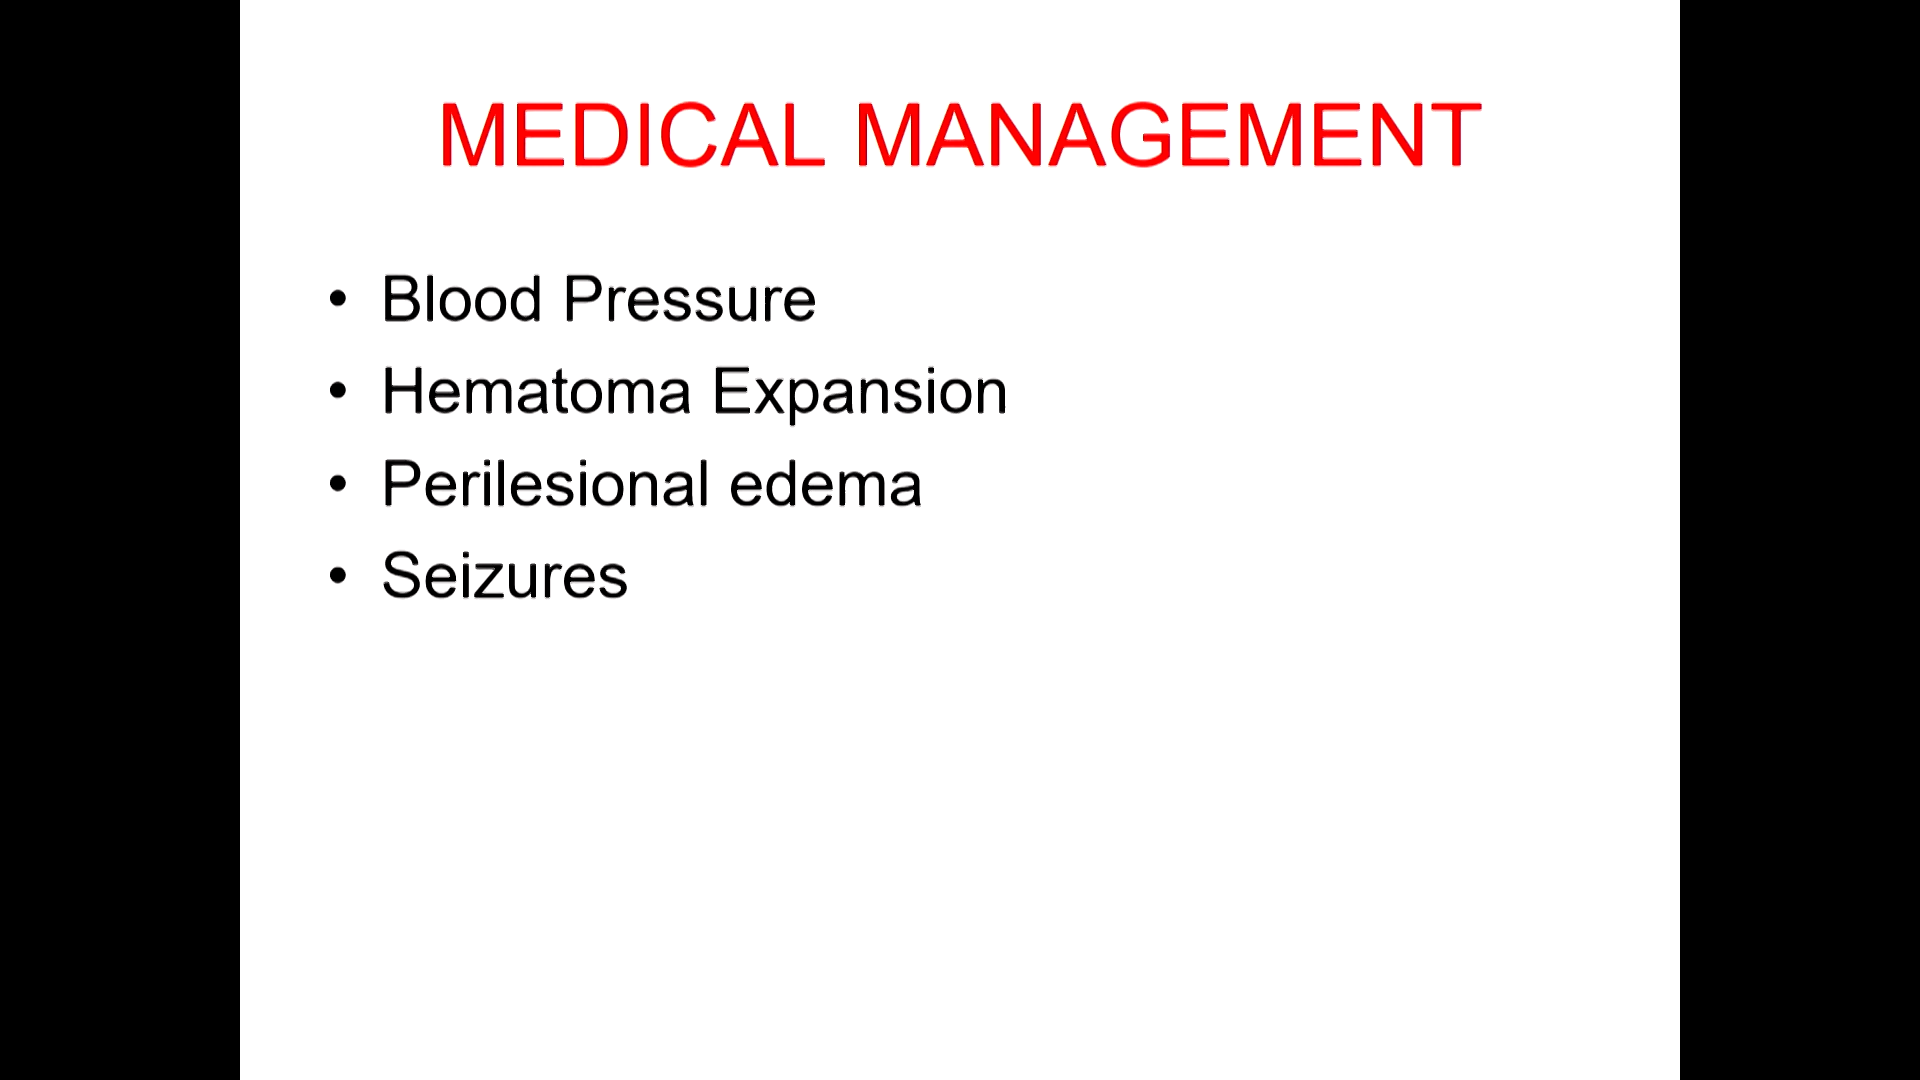 MEDICAL MANAGEMENT
• Blood Pressure
• Hematoma Expansion
• Perilesional edema
• Seizures